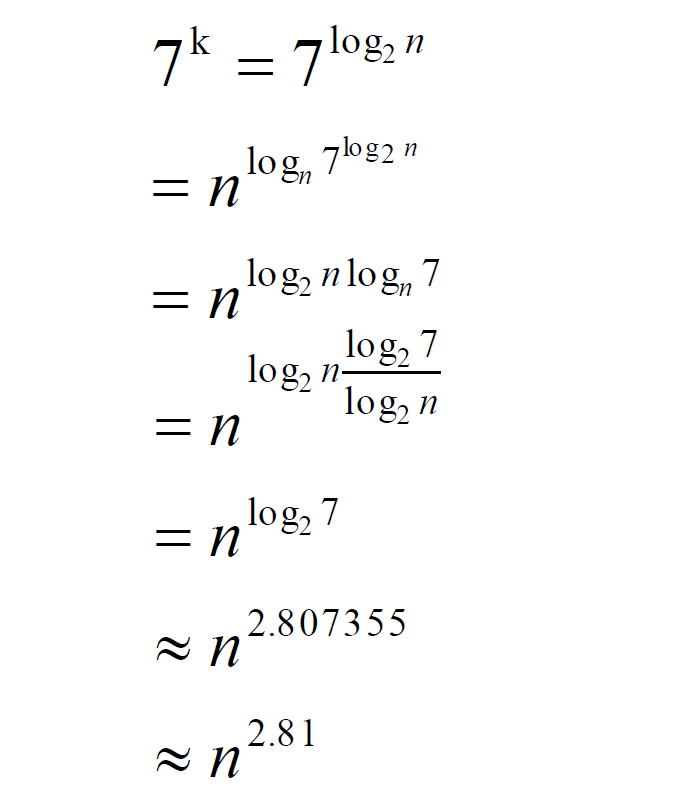 7^k = 7^{log_2 n}
= n^{log_n 7^{log_2 n}}
= n^{log_2 n log_n 7}
= n^{log_2 n \frac{log_2 7}{log_2 n}}
= n^{log_2 7}
≈ n^{2.807355}
≈ n^{2.81}